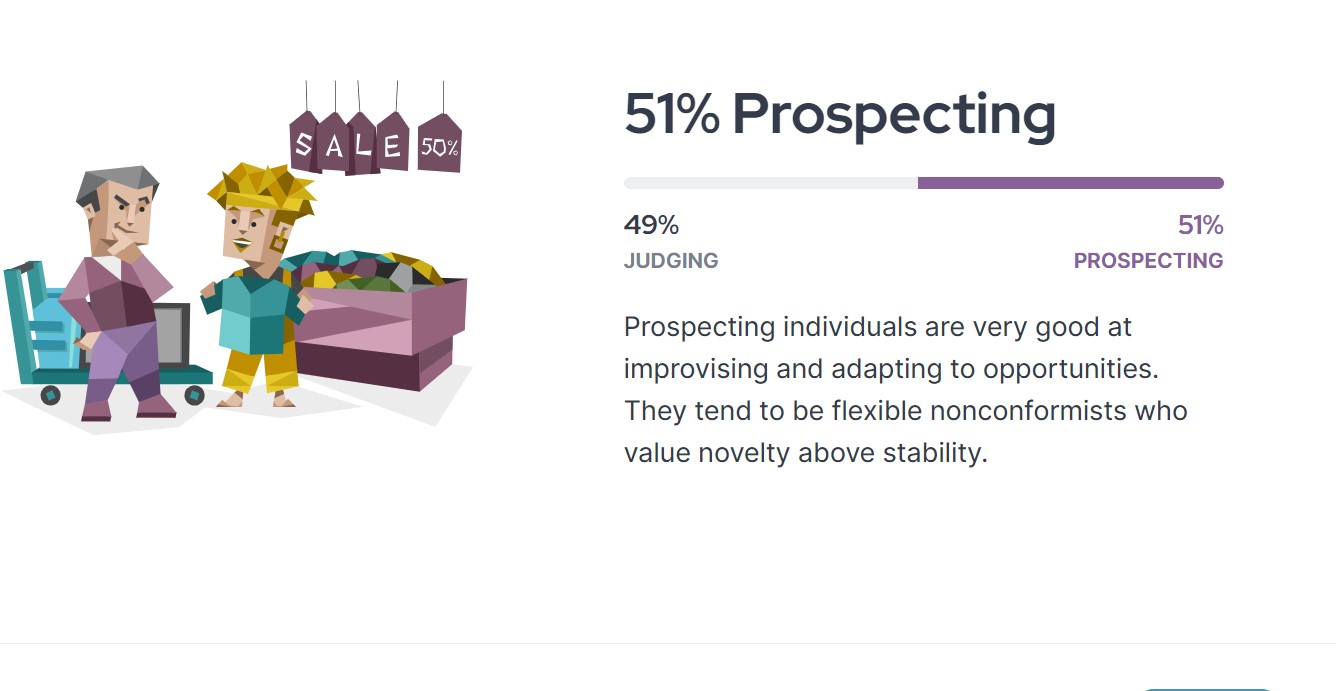 SALE 50%
51% Prospecting
49%
51%
JUDGING
PROSPECTING
Prospecting individuals are very good at
improvising and adapting to opportunities.
They tend to be flexible nonconformists who
value novelty above stability.